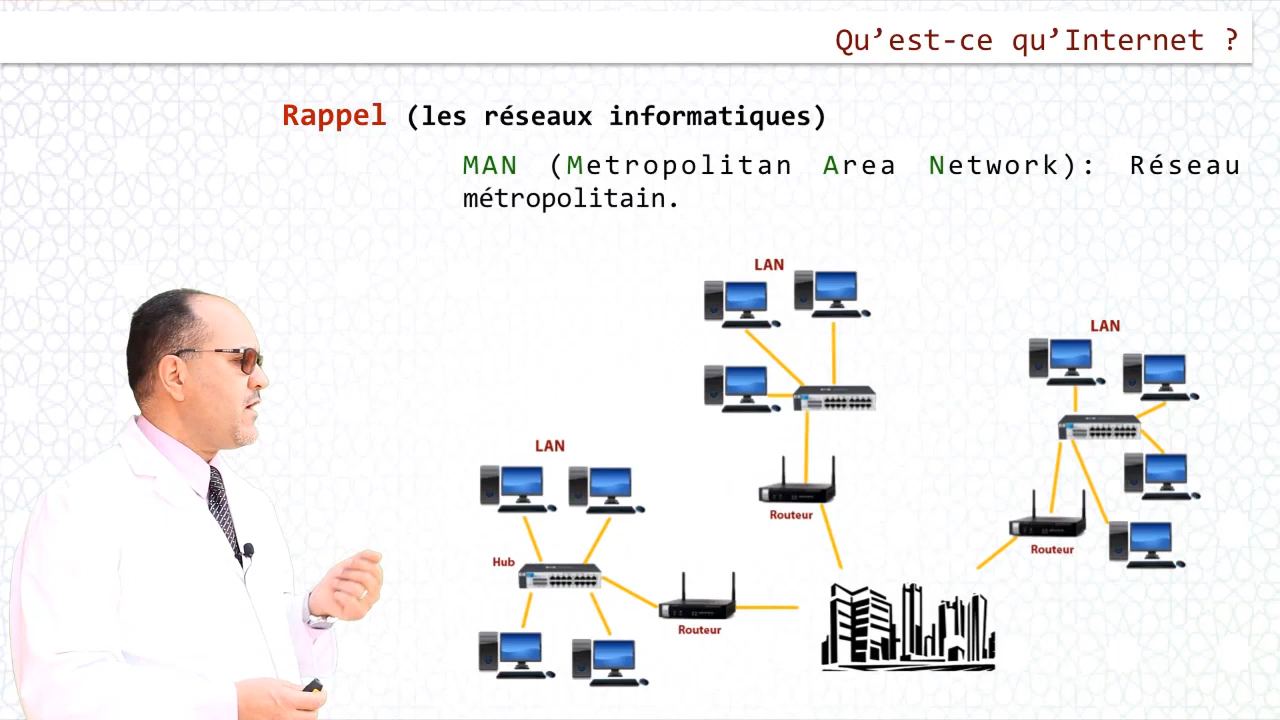 Qu’est-ce qu’Internet ?
Rappel (les réseaux informatiques)
MAN (Metropolitan Area Network): Réseau
métropolitain.
LAN
LAN
LAN
Hub
Routeur
Routeur
Routeur